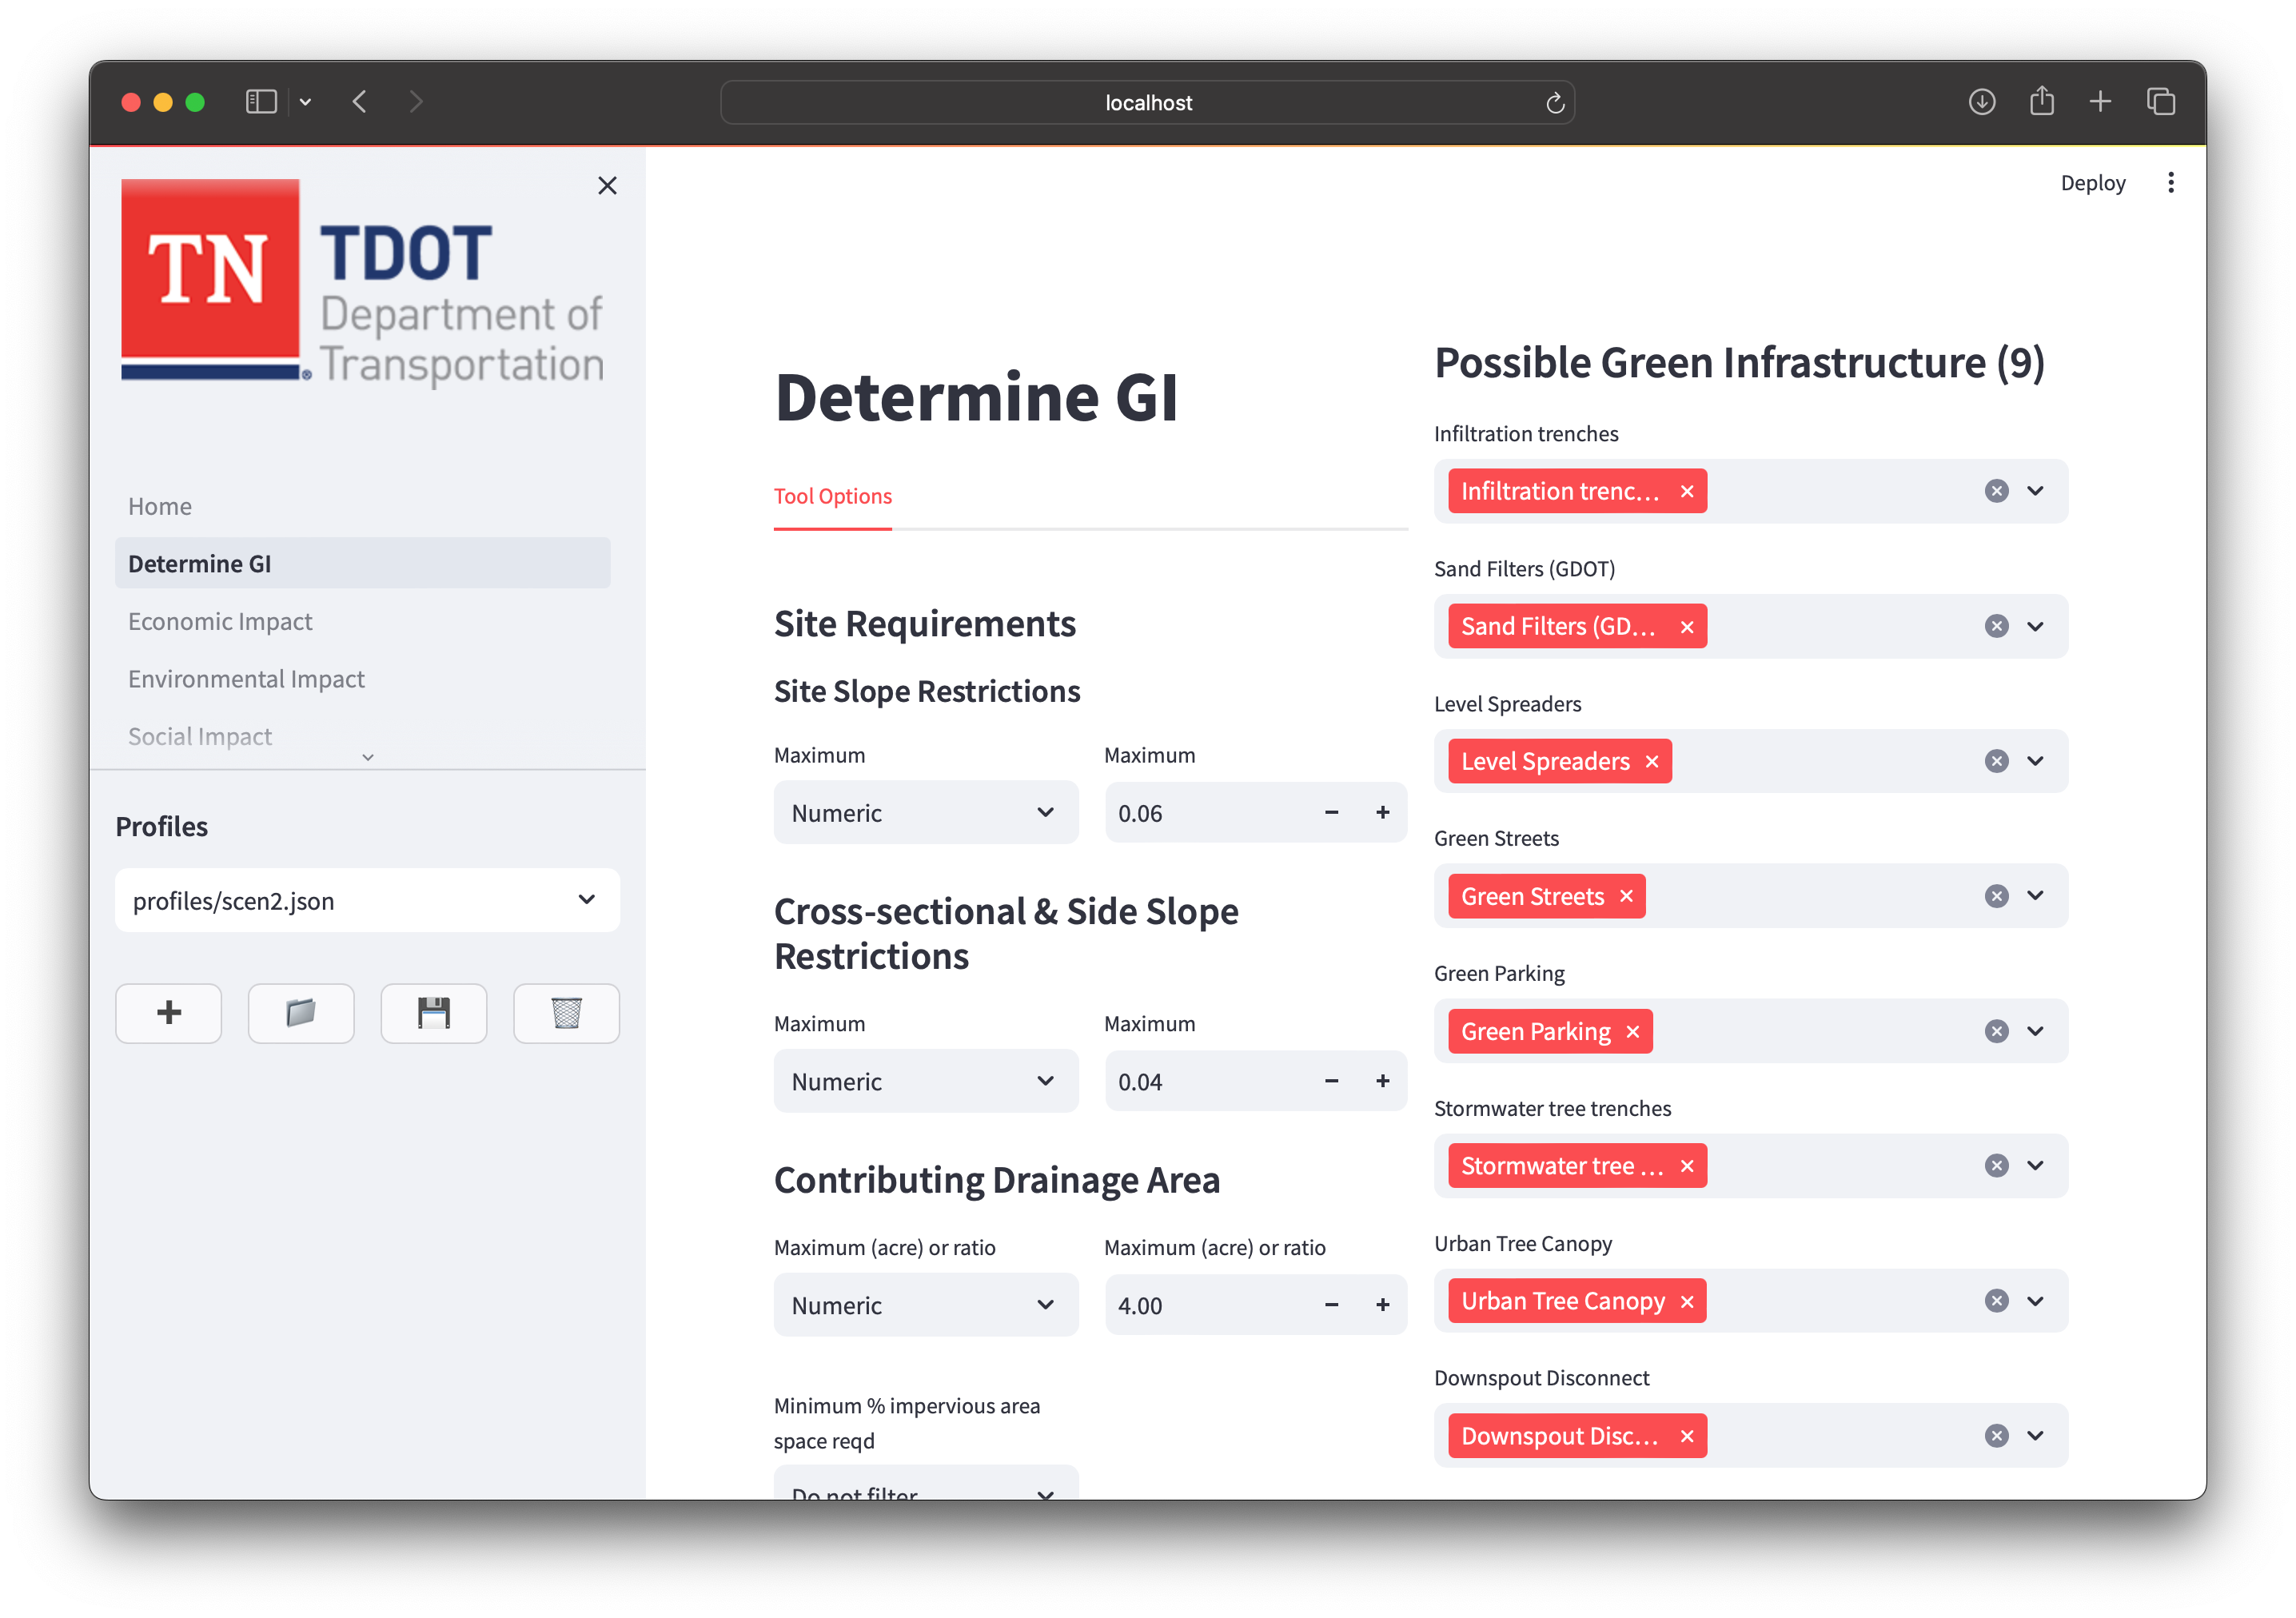 localhost
TN
TDOT
Department of
Transportation
®
Home
Determine GI
Economic Impact
Environmental Impact
Social Impact
Profiles
profiles/scen2.json
Deploy
Determine GI
Tool Options
Site Requirements
Site Slope Restrictions
Maximum
Maximum
Numeric
0.06
Cross-sectional & Side Slope
Restrictions
Maximum
Maximum
Numeric
0.04
Contributing Drainage Area
Maximum (acre) or ratio
Maximum (acre) or ratio
Numeric
4.00
Minimum % impervious area
space reqd
Do not filter
Possible Green Infrastructure (9)
Infiltration trenches
Infiltration trenc...
Sand Filters (GDOT)
Sand Filters (GD...
Level Spreaders
Level Spreaders
Green Streets
Green Streets
Green Parking
Green Parking
Stormwater tree trenches
Stormwater tree ...
Urban Tree Canopy
Urban Tree Canopy
Downspout Disconnect
Downspout Disc...